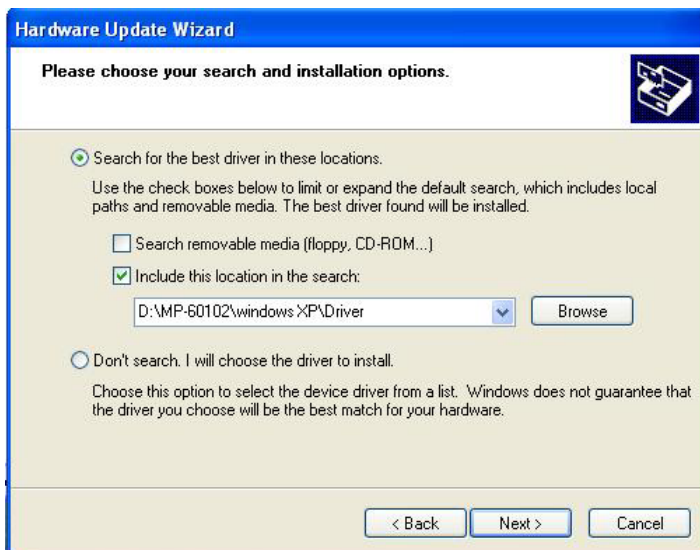 Hardware Update Wizard
Please choose your search and installation options.
Search for the best driver in these locations.
Use the check boxes below to limit or expand the default search, which includes local
paths and removable media. The best driver found will be installed.
Search removable media (floppy, CD-ROM...)
Include this location in the search:
D:\MP-60102\windows XP\Driver
Browse
Don't search. I will choose the driver to install.
Choose this option to select the device driver from a list. Windows does not guarantee that
the driver you choose will be the best match for your hardware.
< Back Next > Cancel